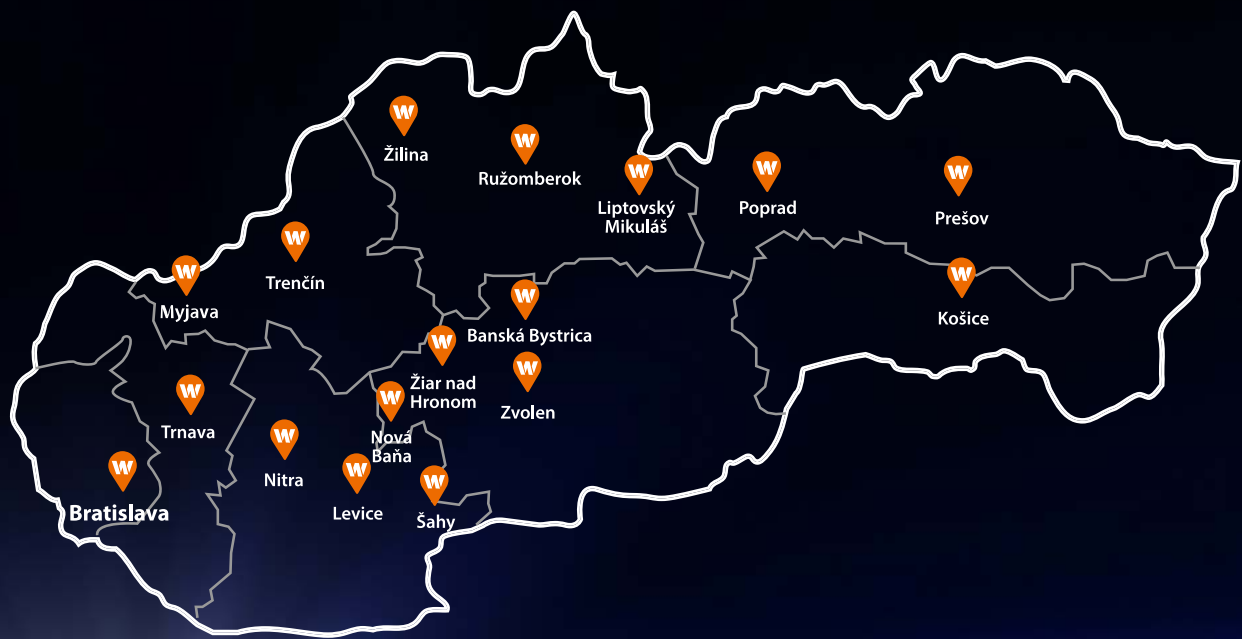 W
Žilina
W
Ružomberok
W
Liptovský
Mikuláš
W
Poprad
W
Prešov
W
Trenčín
W
Myjava
W
Banská Bystrica
W
Košice
W
Žiar nad
Hronom
W
Zvolen
W
Trnava
W
Nová
Baňa
W
Nitra
W
Levice
W
Šahy
W
Bratislava